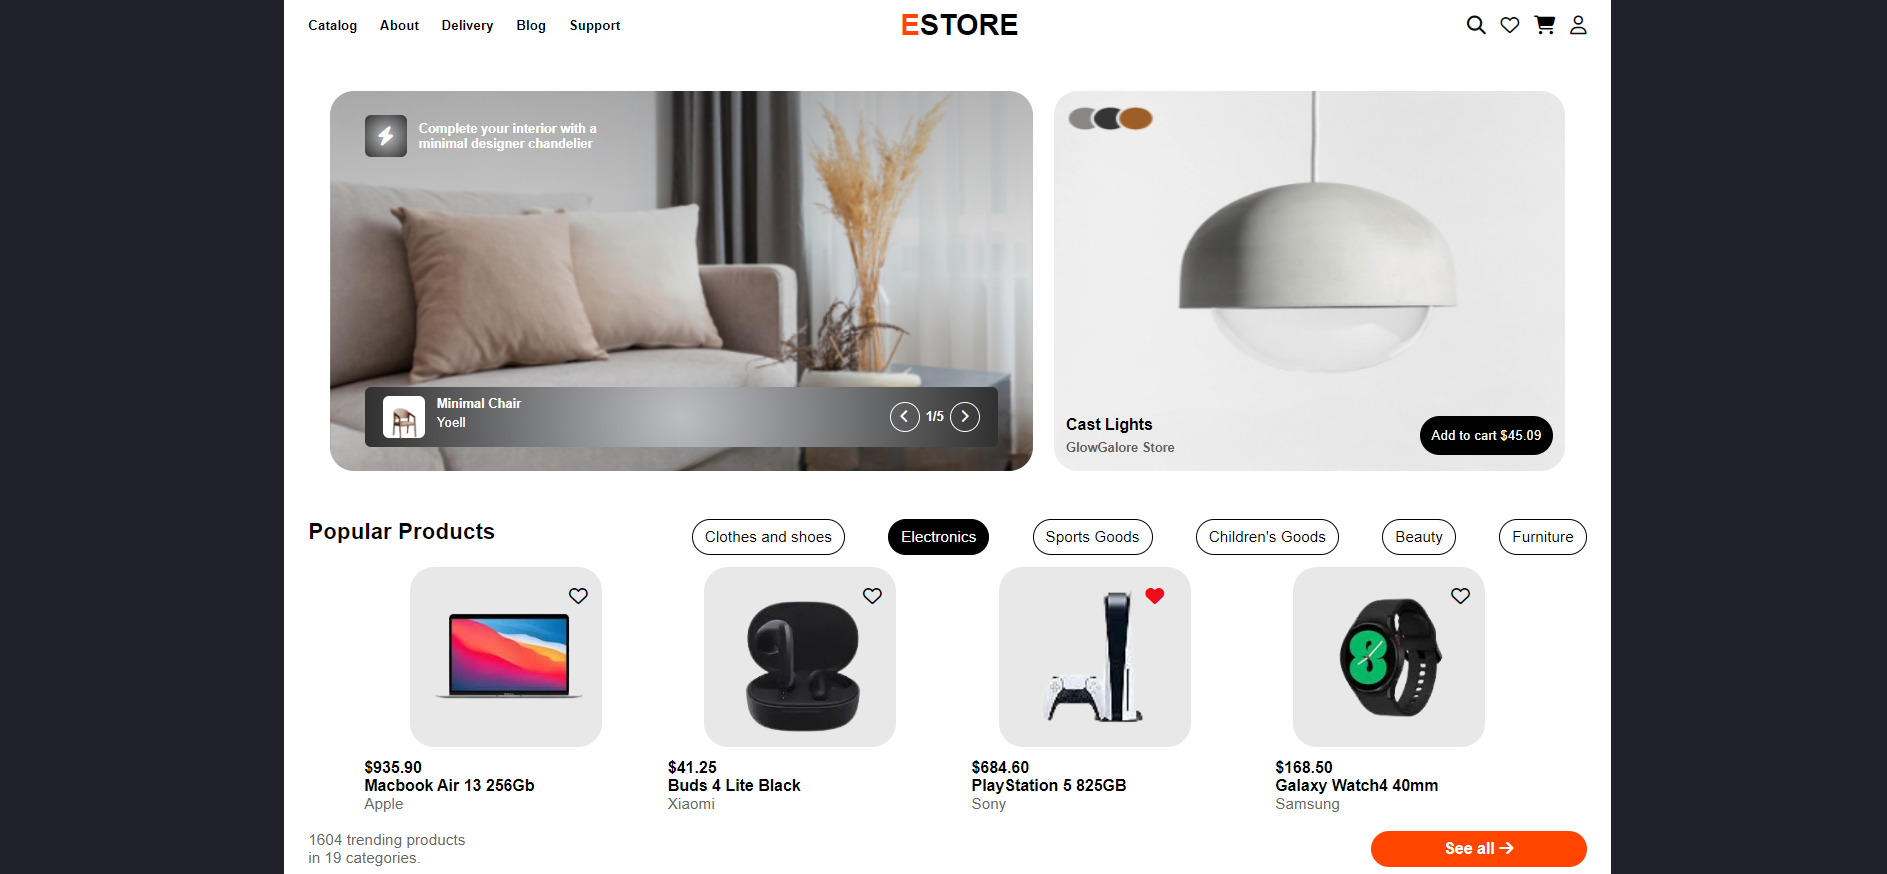 Catalog About Delivery Blog Support
ESTORE
Complete your interior with a
minimal designer chandelier
Minimal Chair
Yoell
1/5
Cast Lights
GlowGalore Store
Add to cart $45.09
Popular Products
Clothes and shoes
Electronics
Sports Goods
Children's Goods
Beauty
Furniture
$935.90
Macbook Air 13 256Gb
Apple
$41.25
Buds 4 Lite Black
Xiaomi
$684.60
PlayStation 5 825GB
Sony
$168.50
Galaxy Watch4 40mm
Samsung
1604 trending products
in 19 categories.
See all